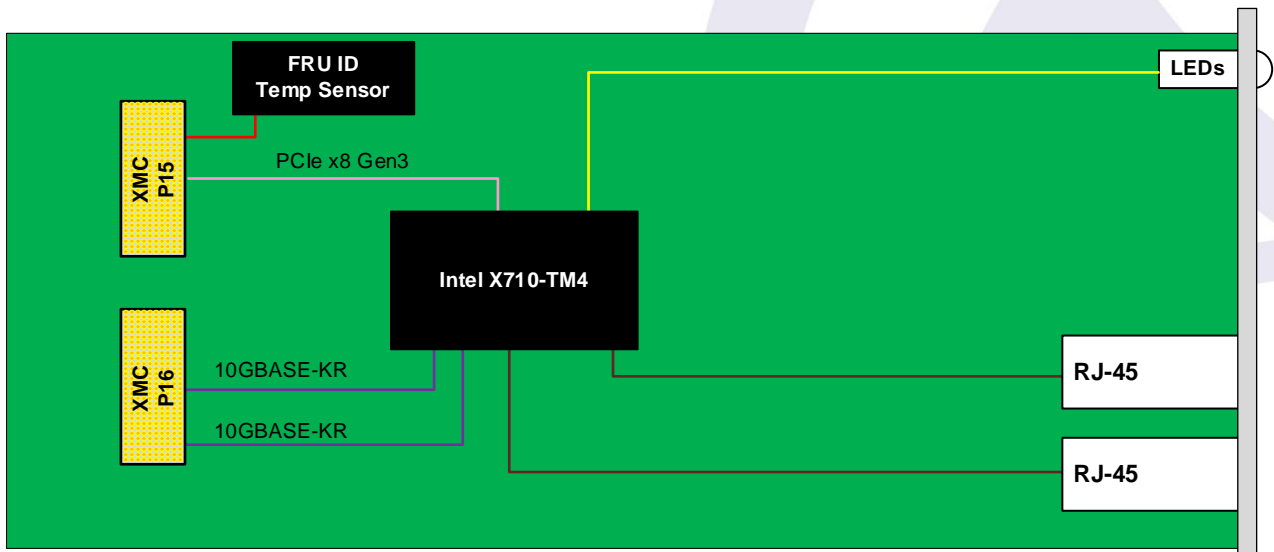 FRU ID
Temp Sensor
LEDs
XMC
P15
PCIe x8 Gen3
Intel X710-TM4
XMC
P16
10GBASE-KR
10GBASE-KR
RJ-45
RJ-45